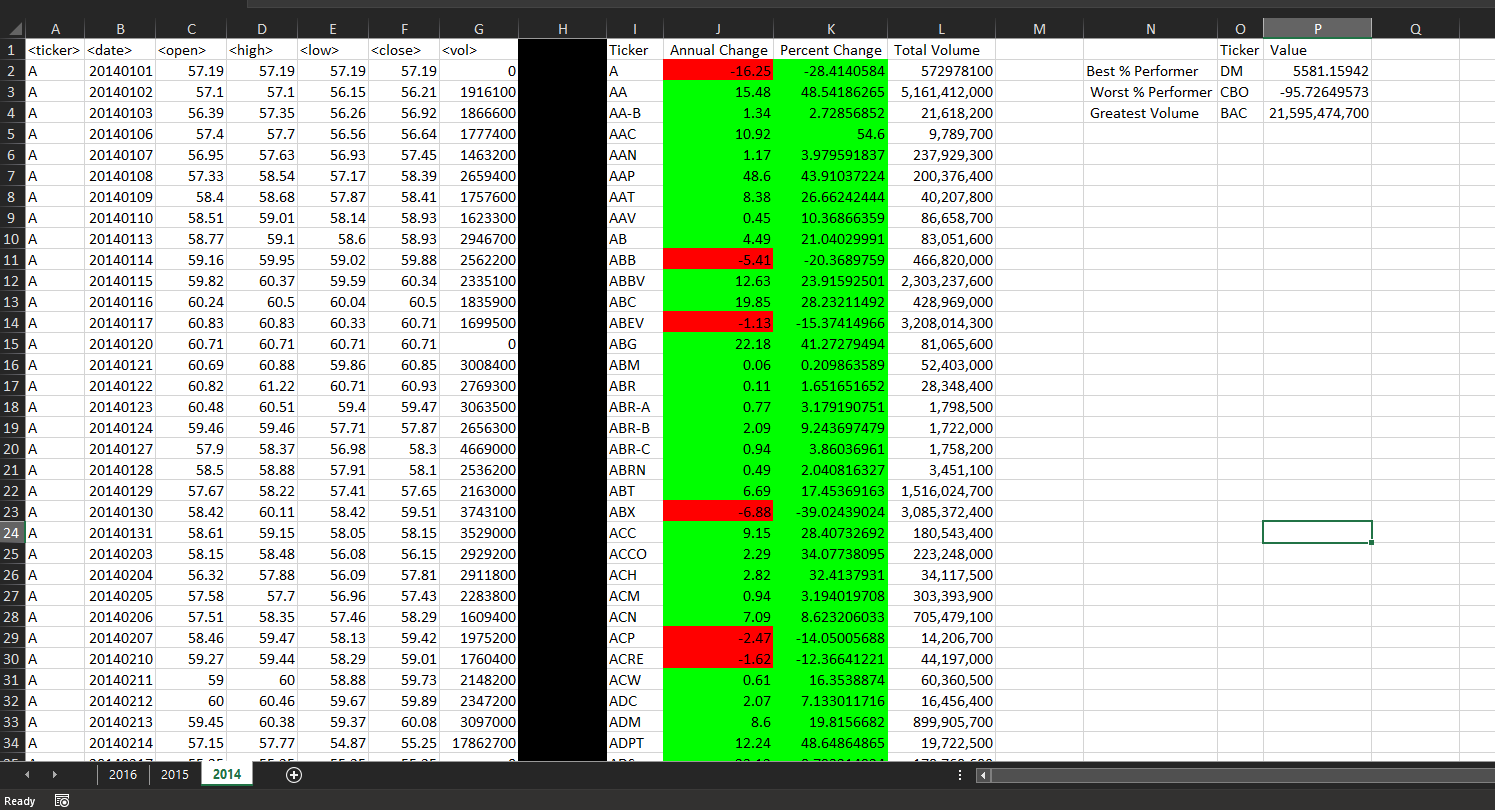 A B C D E F G H I J K L M N O P Q
1 <ticker> <date> <open> <high> <low> <close> <vol> Ticker Annual Change Percent Change Total Volume Ticker Value
2 A 20140101 57.19 57.19 57.19 57.19 0 A -16.25 -28.4140584 572978100 Best % Performer DM 5581.15942
3 A 20140102 57.1 57.1 56.15 56.21 1916100 AA 15.48 48.54186265 5,161,412,000 Worst % Performer CBO -95.72649573
4 A 20140103 56.39 57.35 56.26 56.92 1866600 AA-B 1.34 2.72856852 21,618,200 Greatest Volume BAC 21,595,474,700
5 A 20140106 57.4 57.7 56.56 56.64 1777400 AAC 10.92 54.6 9,789,700
6 A 20140107 56.95 57.63 56.93 57.45 1463200 AAN 1.17 3.979591837 237,929,300
7 A 20140108 57.33 58.54 57.17 58.39 2659400 AAP 48.6 43.91037224 200,376,400
8 A 20140109 58.4 58.68 57.87 58.41 1757600 AAT 8.38 26.66242444 40,207,800
9 A 20140110 58.51 59.01 58.14 58.93 1623300 AAV 0.45 10.36866359 86,658,700
10 A 20140113 58.77 59.1 58.6 58.93 2946700 AB 4.49 21.04029991 83,051,600
11 A 20140114 59.16 59.95 59.02 59.88 2562200 ABB -5.41 -20.3689759 466,820,000
12 A 20140115 59.82 60.37 59.59 60.34 2335100 ABBV 12.63 23.91592501 2,303,237,600
13 A 20140116 60.24 60.5 60.04 60.5 1835900 ABC 19.85 28.23211492 428,969,000
14 A 20140117 60.83 60.83 60.33 60.71 1699500 ABEV -1.13 -15.37414966 3,208,014,300
15 A 20140120 60.71 60.71 60.71 60.71 0 ABG 22.18 41.27279494 81,065,600
16 A 20140121 60.69 60.88 59.86 60.85 3008400 ABM 0.06 0.209863589 52,403,000
17 A 20140122 60.82 61.22 60.71 60.93 2769300 ABR 0.11 1.651651652 28,348,400
18 A 20140123 60.48 60.51 59.4 59.47 3063500 ABR-A 0.77 3.179190751 1,798,500
19 A 20140124 59.46 59.46 57.71 57.87 2656300 ABR-B 2.09 9.243697479 1,722,000
20 A 20140127 57.9 58.37 56.98 58.3 4669000 ABR-C 0.94 3.86036961 1,758,200
21 A 20140128 58.5 58.88 57.91 58.1 2536200 ABRN 0.49 2.040816327 3,451,100
22 A 20140129 57.67 58.22 57.41 57.65 2163000 ABT 6.69 17.45369163 1,516,024,700
23 A 20140130 58.42 60.11 58.42 59.51 3743100 ABX -6.88 -39.02439024 3,085,372,400
24 A 20140131 58.61 59.15 58.05 58.15 3529000 ACC 9.15 28.40732692 180,543,400
25 A 20140203 58.15 58.48 56.08 56.15 2929200 ACCO 2.29 34.07738095 223,248,000
26 A 20140204 56.32 57.88 56.09 57.81 2911800 ACH 2.82 32.4137931 34,117,500
27 A 20140205 57.58 57.7 56.96 57.43 2283800 ACM 0.94 3.194019708 303,393,900
28 A 20140206 57.51 58.35 57.46 58.29 1609400 ACN 7.09 8.623206033 705,479,100
29 A 20140207 58.46 59.47 58.13 59.42 1975200 ACP -2.47 -14.05005688 14,206,700
30 A 20140210 59.27 59.44 58.29 59.01 1760400 ACRE -1.62 -12.36641221 44,197,000
31 A 20140211 59 60 58.88 59.73 2148200 ACW 0.61 16.3538874 60,360,500
32 A 20140212 60 60.46 59.67 59.89 2347200 ADC 2.07 7.133011716 16,456,400
33 A 20140213 59.45 60.38 59.37 60.08 3097000 ADM 8.6 19.8156682 899,905,700
34 A 20140214 57.15 57.77 54.87 55.25 17862700 ADPT 12.24 48.64864865 19,722,500
2016 2015 2014
Ready